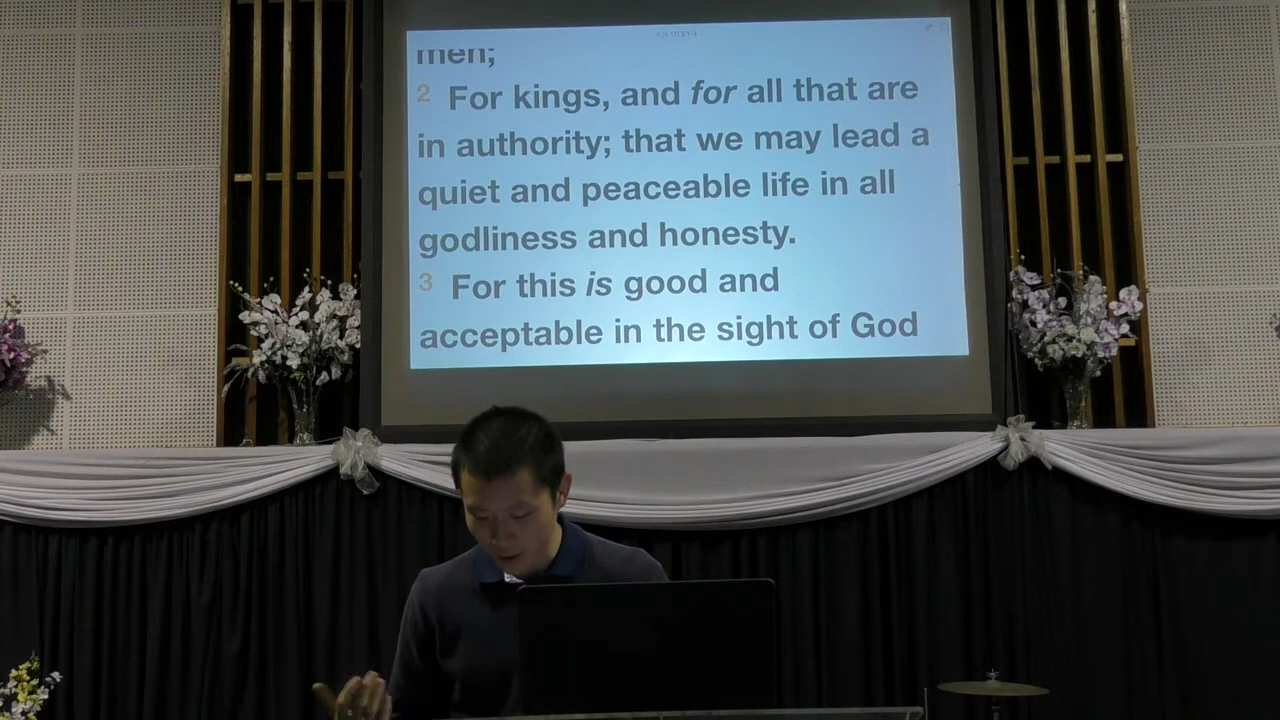 men;
2 For kings, and for all that are
in authority; that we may lead a
quiet and peaceable life in all
godliness and honesty.
3 For this is good and
acceptable in the sight of God